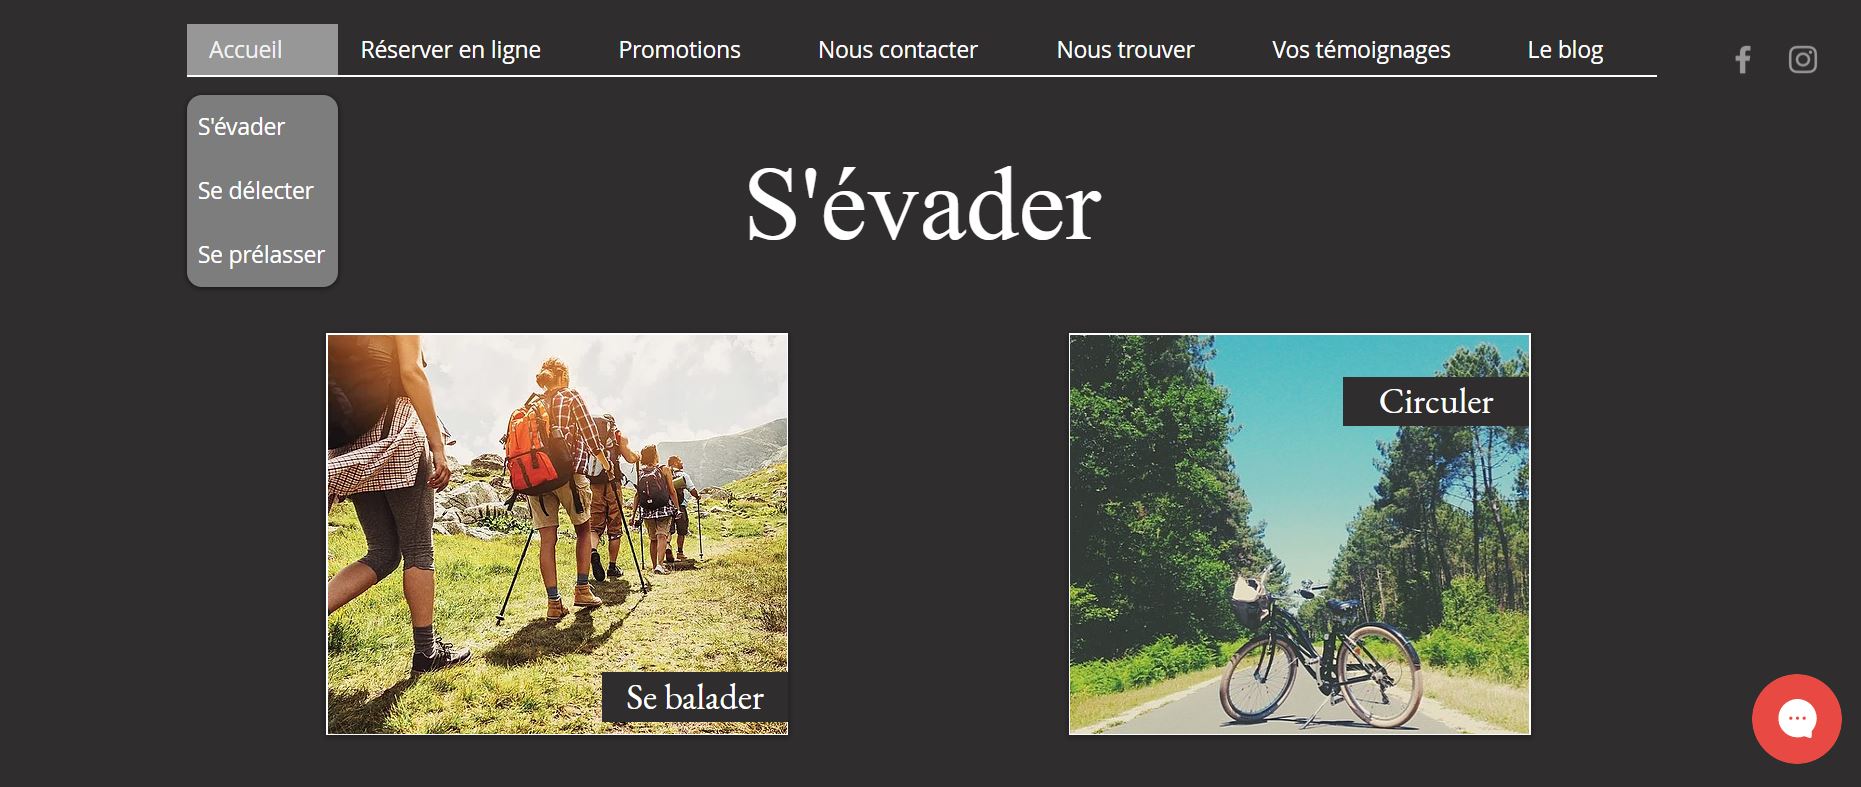 Accueil
Réserver en ligne
Promotions
Nous contacter
Nous trouver
Vos témoignages
Le blog
S'évader
Se délecter
Se prélasser
S'évader
Se balader
Circuler